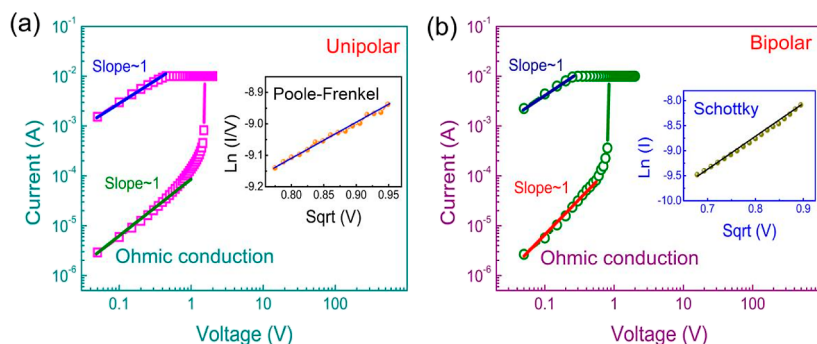 (a)
Unipolar
Slope~1
Poole-Frenkel
Ln (I/V)
-8.9
-9.0
-9.1
-9.2
0.80
0.85
0.90
0.95
Sqrt (V)
Slope~1
Ohmic conduction
Current (A)
10⁻¹
10⁻²
10⁻³
10⁻⁴
10⁻⁵
10⁻⁶
0.1
1
10
100
Voltage (V)
(b)
Bipolar
Slope~1
Schottky
Ln (I)
-8.0
-8.5
-9.0
-9.5
-10.0
0.7
0.8
0.9
Sqrt (V)
Slope~1
Ohmic conduction
Current (A)
10⁻¹
10⁻²
10⁻³
10⁻⁴
10⁻⁵
10⁻⁶
0.1
1
10
100
Voltage (V)